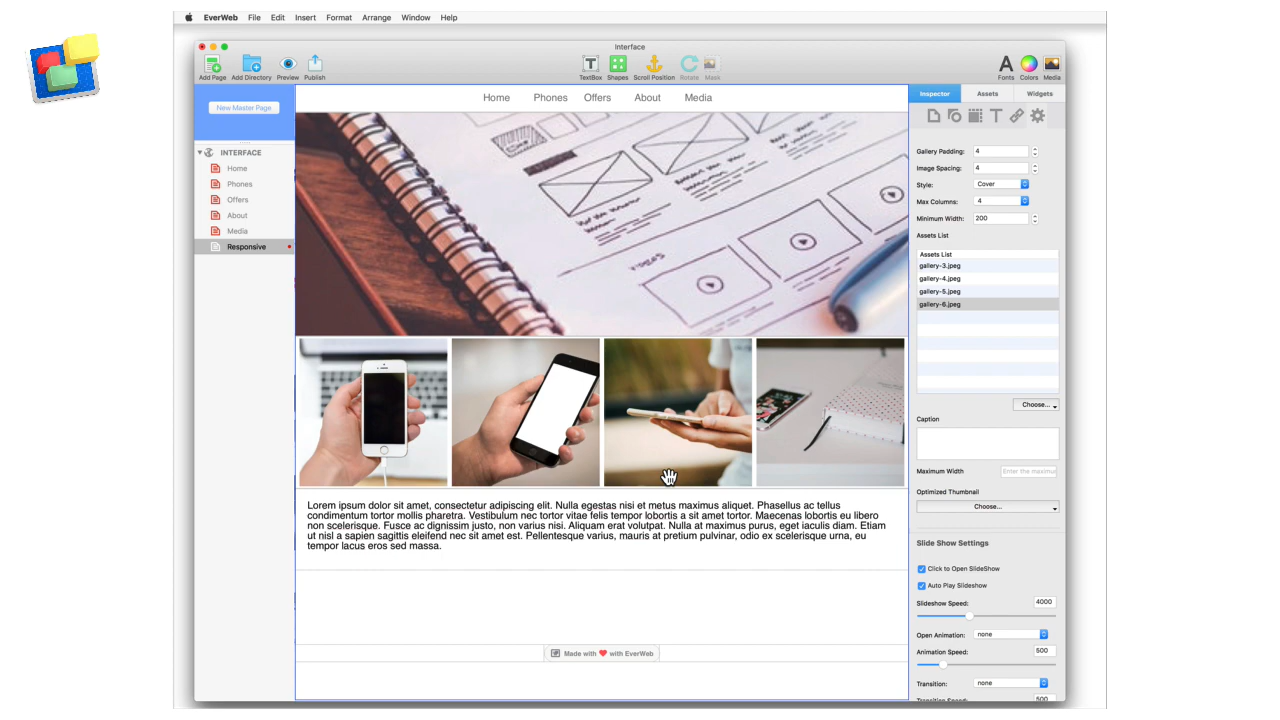 EverWeb File Edit Insert Format Arrange Window Help
Interface
Add Page Add Directory Preview Publish
TextBox Shapes Scroll Position Rotate Mask
Fonts Colors Media
New Master Page
INTERFACE
Home
Phones
Offers
About
Media
Responsive
Home Phones Offers About Media
Lorem ipsum dolor sit amet, consectetur adipiscing elit. Nulla egestas nisi et metus maximus aliquet. Phasellus ac tellus
condimentum tortor mollis pharetra. Vestibulum nec tortor vitae felis tempor lobortis a sit amet tortor. Maecenas lobortis eu libero
non scelerisque. Fusce ac dignissim justo, non varius nisi. Aliquam erat volutpat. Nulla at maximus purus, eget iaculis diam. Etiam
ut nisl a sapien sagittis eleifend nec sit amet est. Pellentesque varius, mauris at pretium pulvinar, odio ex scelerisque urna, eu
tempor lacus eros sed massa.
Made with ❤ with EverWeb
Inspector Assets Widgets
Gallery Padding: 4
Image Spacing: 4
Style: Cover
Max Columns: 4
Minimum Width: 200
Assets List
Assets List
gallery-3.jpeg
gallery-4.jpeg
gallery-5.jpeg
gallery-6.jpeg
Choose...
Caption
Maximum Width Enter the maximu
Optimized Thumbnail
Choose...
Slide Show Settings
Click to Open SlideShow
Auto Play Slideshow
Slideshow Speed: 4000
Open Animation: none
Animation Speed: 500
Transition: none
Transition Speed: 500